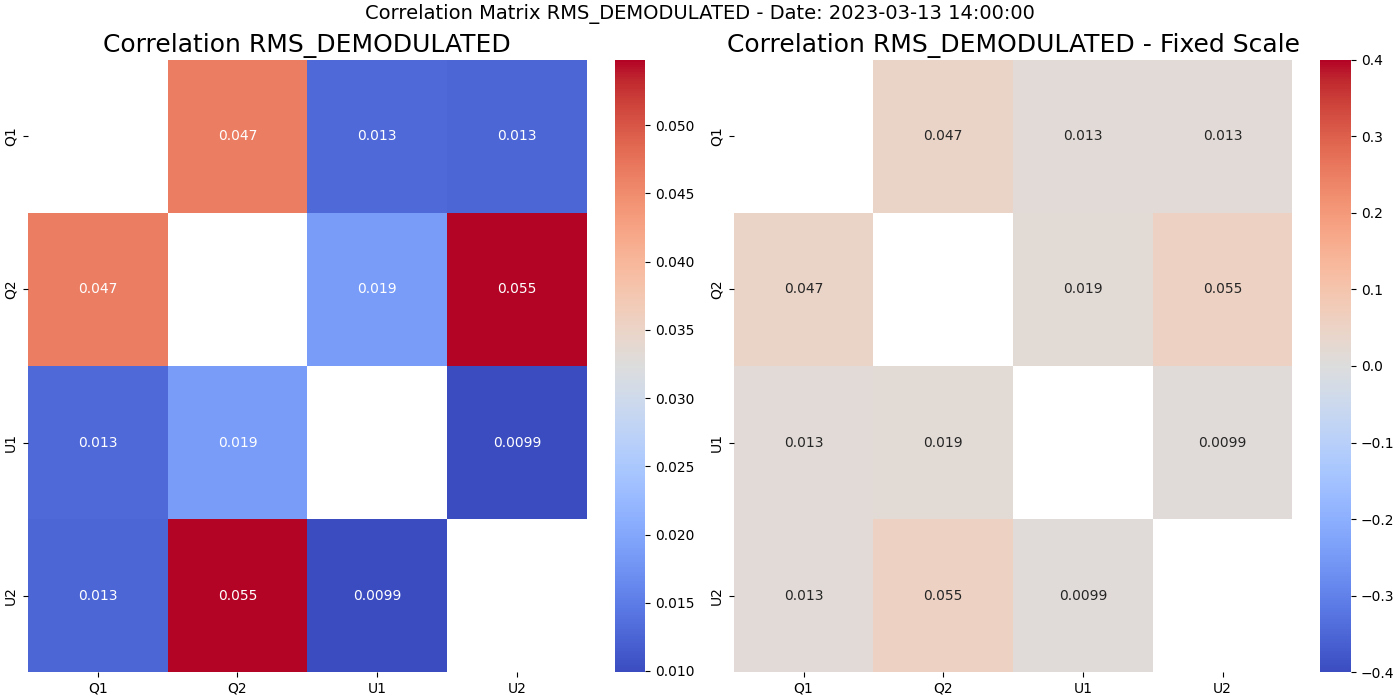 Correlation Matrix RMS_DEMODULATED - Date: 2023-03-13 14:00:00
Correlation RMS_DEMODULATED
Q1
0.047
0.013
0.013
Q2
0.047
0.019
0.055
U1
0.013
0.019
0.0099
U2
0.013
0.055
0.0099
Q1
Q2
U1
U2
0.050
0.045
0.040
0.035
0.030
0.025
0.020
0.015
0.010
Correlation RMS_DEMODULATED - Fixed Scale
Q1
0.047
0.013
0.013
Q2
0.047
0.019
0.055
U1
0.013
0.019
0.0099
U2
0.013
0.055
0.0099
Q1
Q2
U1
U2
0.4
0.3
0.2
0.1
0.0
−0.1
−0.2
−0.3
−0.4